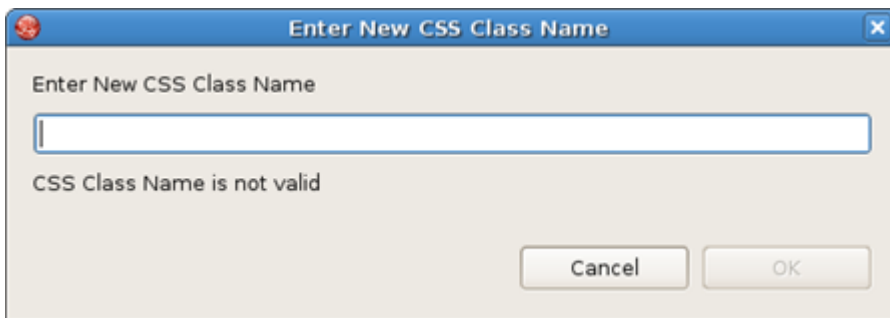 Enter New CSS Class Name
Enter New CSS Class Name
CSS Class Name is not valid
Cancel OK